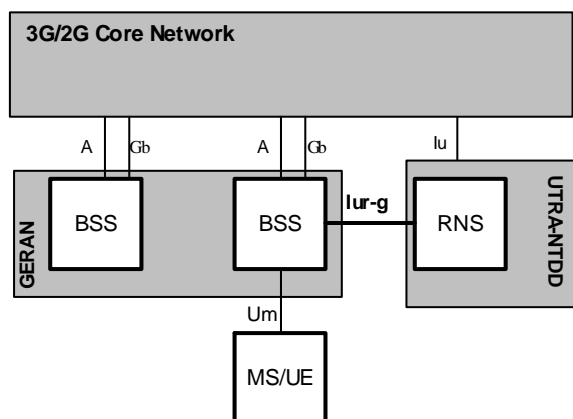 3G/2G Core Network
A
Gb
A
Gb
Iu
GERAN
BSS
BSS
Iur-g
RNS
UTRA-NTDD
Um
MS/UE